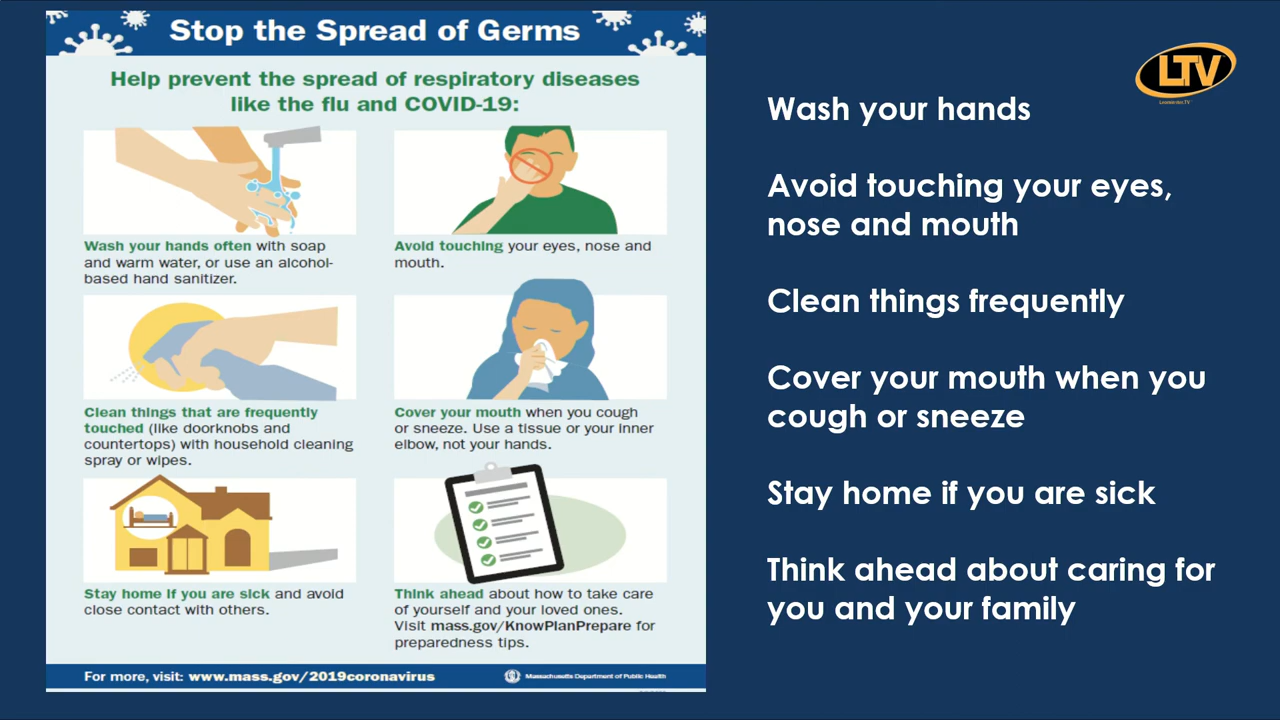 Stop the Spread of Germs
Help prevent the spread of respiratory diseases
like the flu and COVID-19:
Wash your hands often with soap
and warm water, or use an alcohol-
based hand sanitizer.
Avoid touching your eyes, nose and
mouth.
Clean things that are frequently
touched (like doorknobs and
countertops) with household cleaning
spray or wipes.
Cover your mouth when you cough
or sneeze. Use a tissue or your inner
elbow, not your hands.
Stay home if you are sick and avoid
close contact with others.
Think ahead about how to take care
of yourself and your loved ones.
Visit mass.gov/KnowPlanPrepare for
preparedness tips.
For more, visit: www.mass.gov/2019coronavirus
Massachusetts Department of Public Health
LTV
Wash your hands
Avoid touching your eyes,
nose and mouth
Clean things frequently
Cover your mouth when you
cough or sneeze
Stay home if you are sick
Think ahead about caring for
you and your family